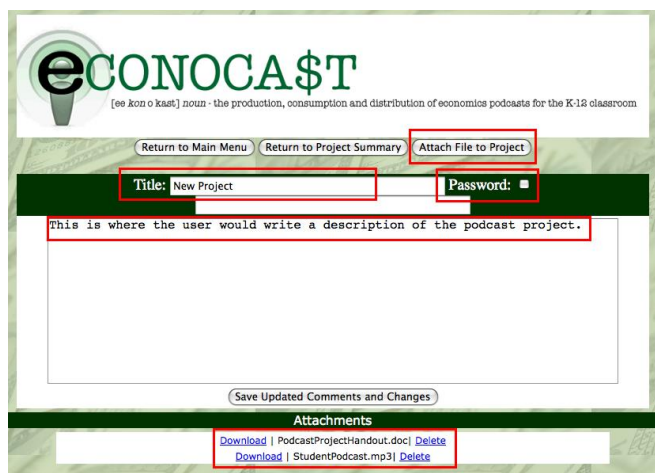 eCONOCA$T
[ee kon o kast] noun - the production, consumption and distribution of economics podcasts for the K-12 classroom
Return to Main Menu Return to Project Summary Attach File to Project
Title: New Project Password:
This is where the user would write a description of the podcast project.
Save Updated Comments and Changes
Attachments
Download | PodcastProjectHandout.doc| Delete
Download | StudentPodcast.mp3| Delete